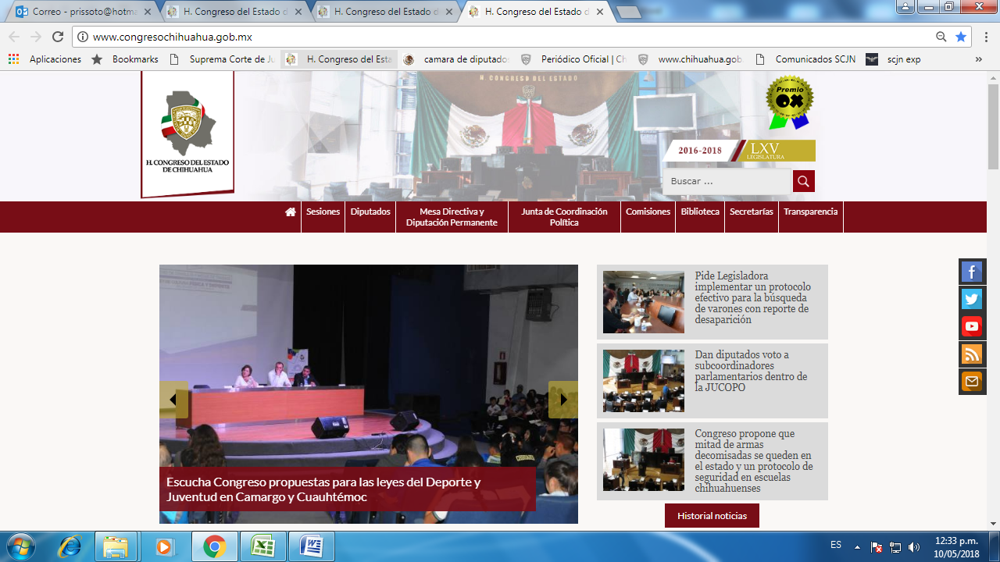 Correo - prissoto@hotma
H. Congreso del Estado d
H. Congreso del Estado d
H. Congreso del Estado d
www.congresochihuahua.gob.mx
Aplicaciones
Bookmarks
Suprema Corte de Ju
H. Congreso del Esta
camara de diputado
Periódico Oficial | Ch
www.chihuahua.gob
Comunicados SCJN
scjn exp
»
H. CONGRESO DEL ESTADO
DE CHIHUAHUA
H CONGRESO DEL ESTADO
Premio
OX
2016-2018
LXV
LEGISLATURA
Buscar ...
Sesiones
Diputados
Mesa Directiva y
Diputación Permanente
Junta de Coordinación
Política
Comisiones
Biblioteca
Secretarías
Transparencia
Escucha Congreso propuestas para las leyes del Deporte y
Juventud en Camargo y Cuauhtémoc
Pide Legisladora
implementar un protocolo
efectivo para la búsqueda
de varones con reporte de
desaparición
Dan diputados voto a
subcoordinadores
parlamentarios dentro de
la JUCOPO
Congreso propone que
mitad de armas
decomisadas se queden en
el estado y un protocolo de
seguridad en escuelas
chihuahuenses
Historial noticias
ES
12:33 p.m.
10/05/2018